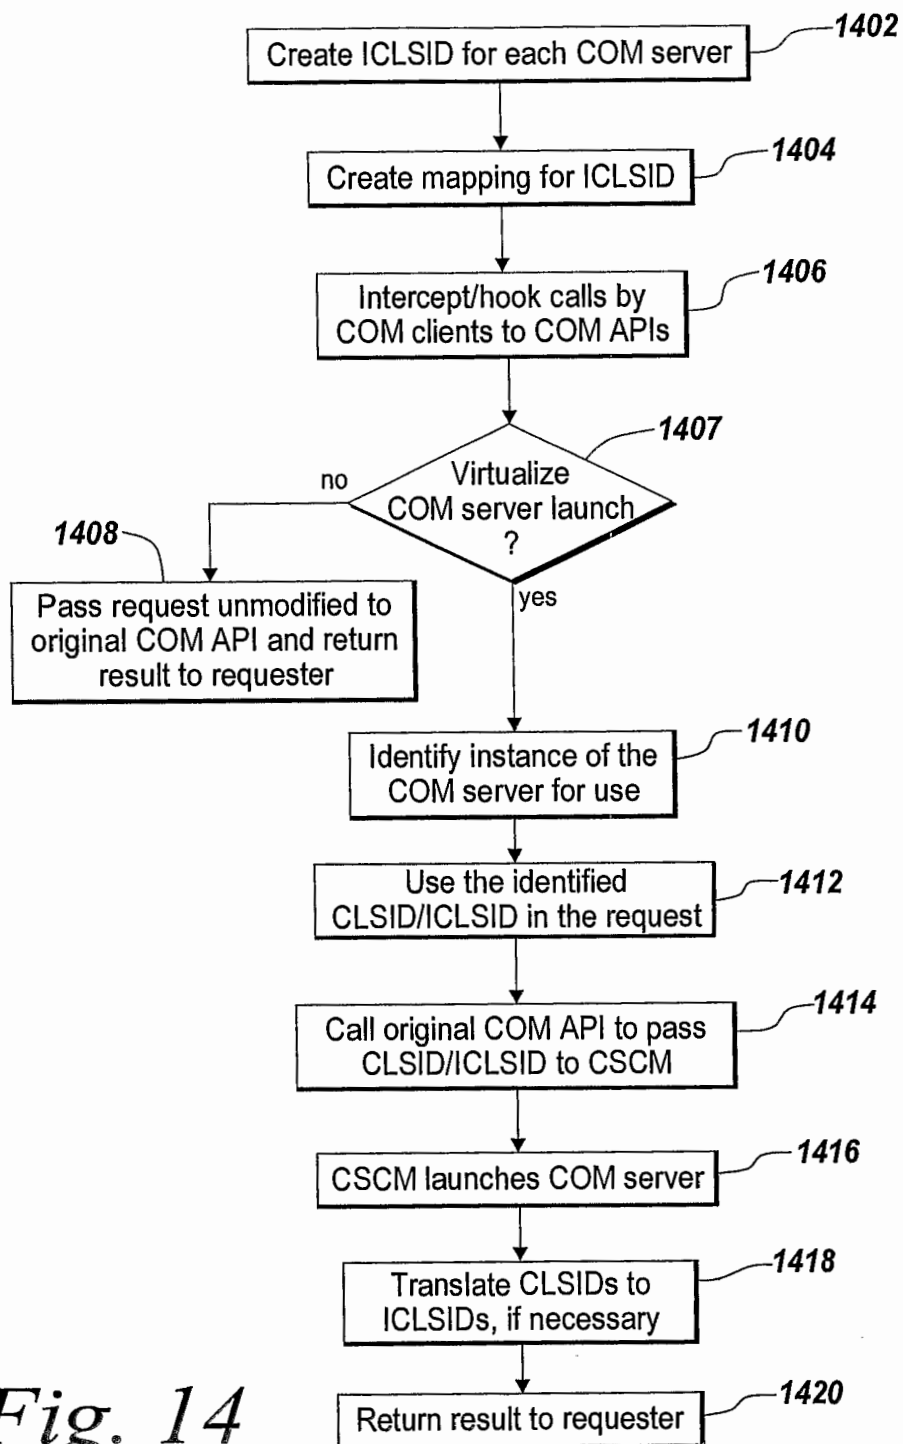 1402
Create ICLSID for each COM server
1404
Create mapping for ICLSID
1406
Intercept/hook calls by
COM clients to COM APIs
1407
Virtualize
COM server launch
?
no
yes
1408
Pass request unmodified to
original COM API and return
result to requester
1410
Identify instance of the
COM server for use
1412
Use the identified
CLSID/ICLSID in the request
1414
Call original COM API to pass
CLSID/ICLSID to CSCM
1416
CSCM launches COM server
1418
Translate CLSIDs to
ICLSIDs, if necessary
1420
Return result to requester
Fig. 14